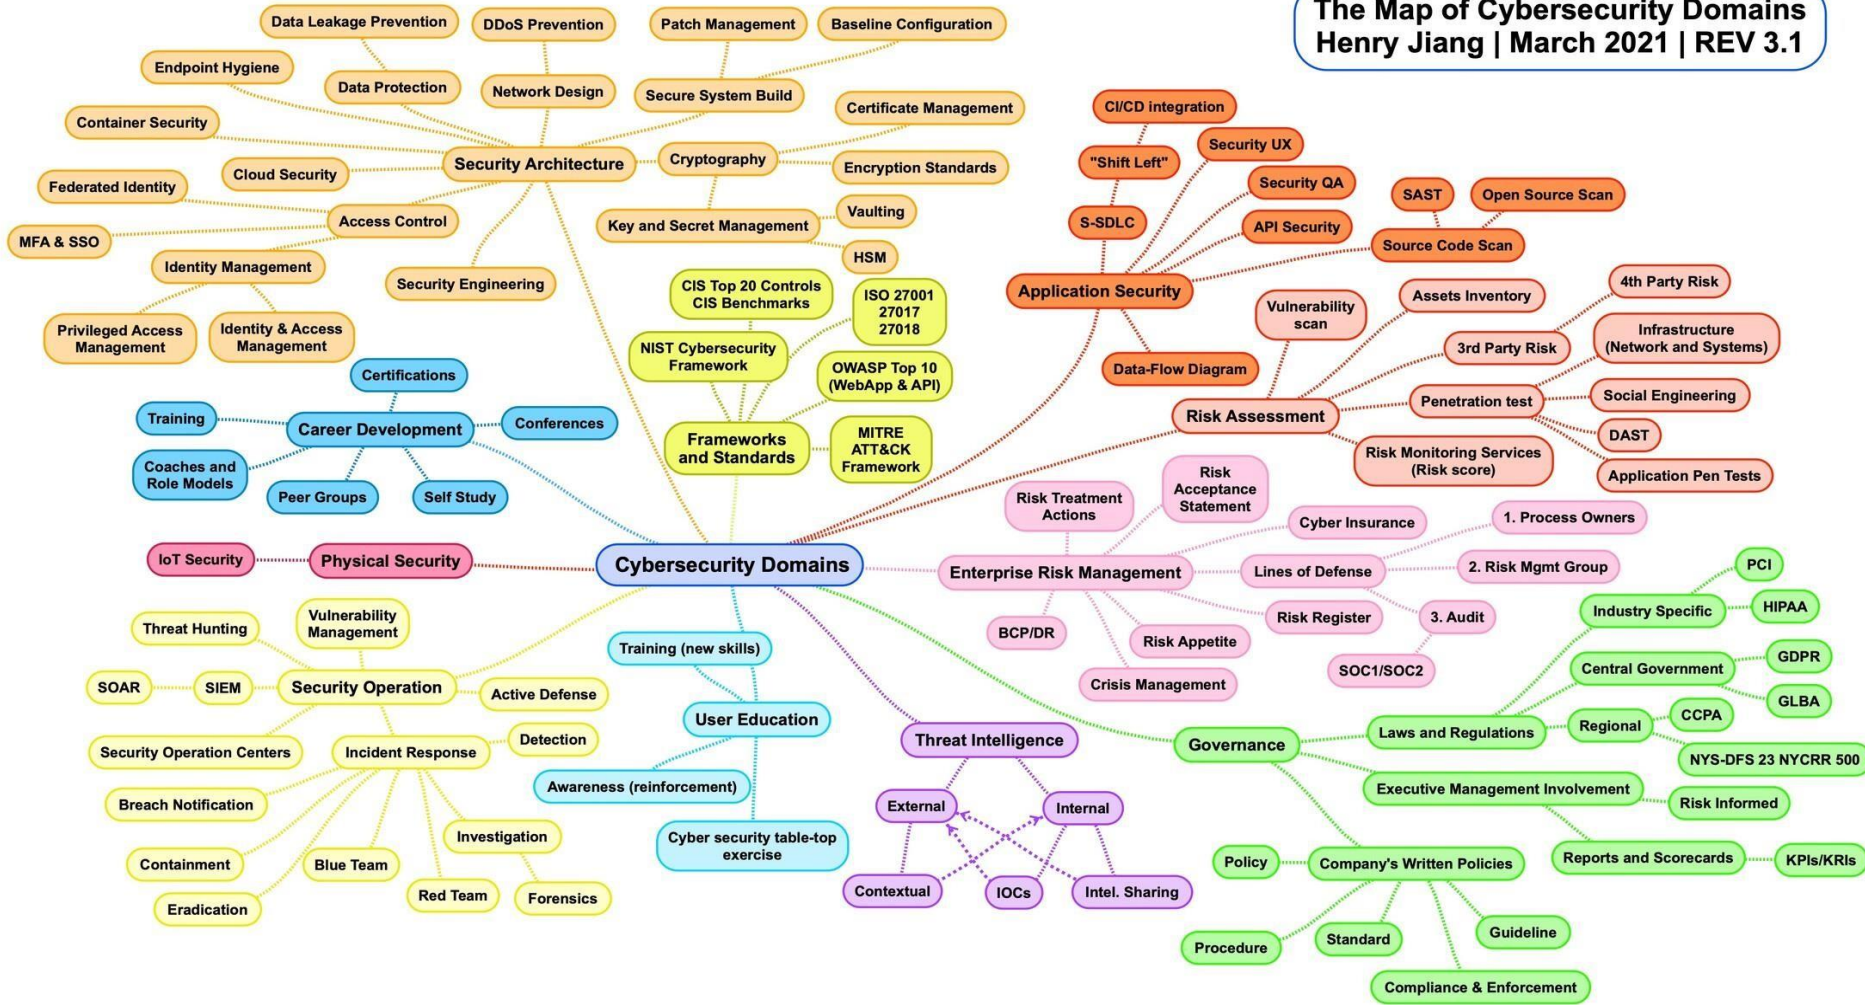 The Map of Cybersecurity Domains
Henry Jiang | March 2021 | REV 3.1
Data Leakage Prevention
DDoS Prevention
Patch Management
Baseline Configuration
Endpoint Hygiene
Data Protection
Network Design
Secure System Build
Certificate Management
Container Security
Security Architecture
Cryptography
Encryption Standards
Cloud Security
Federated Identity
Access Control
Key and Secret Management
Vaulting
MFA & SSO
HSM
Identity Management
Security Engineering
Privileged Access
Management
Identity & Access
Management
CI/CD integration
Security UX
"Shift Left"
Security QA
SAST
Open Source Scan
S-SDLC
API Security
Source Code Scan
Application Security
Data-Flow Diagram
CIS Top 20 Controls
CIS Benchmarks
ISO 27001
27017
27018
NIST Cybersecurity
Framework
OWASP Top 10
(WebApp & API)
Frameworks
and Standards
MITRE
ATT&CK
Framework
Vulnerability
scan
Assets Inventory
4th Party Risk
3rd Party Risk
Infrastructure
(Network and Systems)
Risk Assessment
Penetration test
Social Engineering
DAST
Risk Monitoring Services
(Risk score)
Application Pen Tests
Certifications
Training
Career Development
Conferences
Coaches and
Role Models
Peer Groups
Self Study
IoT Security
Physical Security
Cybersecurity Domains
Risk Treatment
Actions
Risk
Acceptance
Statement
Cyber Insurance
1. Process Owners
Enterprise Risk Management
Lines of Defense
2. Risk Mgmt Group
BCP/DR
Risk Appetite
Risk Register
3. Audit
Crisis Management
SOC1/SOC2
Threat Hunting
Vulnerability
Management
SOAR
SIEM
Security Operation
Active Defense
Security Operation Centers
Incident Response
Detection
Breach Notification
Investigation
Containment
Blue Team
Red Team
Forensics
Eradication
Training (new skills)
User Education
Awareness (reinforcement)
Cyber security table-top
exercise
Threat Intelligence
External
Internal
Contextual
IOCs
Intel. Sharing
PCI
Industry Specific
HIPAA
Central Government
GDPR
GLBA
Governance
Laws and Regulations
Regional
CCPA
NYS-DFS 23 NYCRR 500
Executive Management Involvement
Risk Informed
Reports and Scorecards
KPIs/KRIs
Policy
Company's Written Policies
Procedure
Standard
Guideline
Compliance & Enforcement